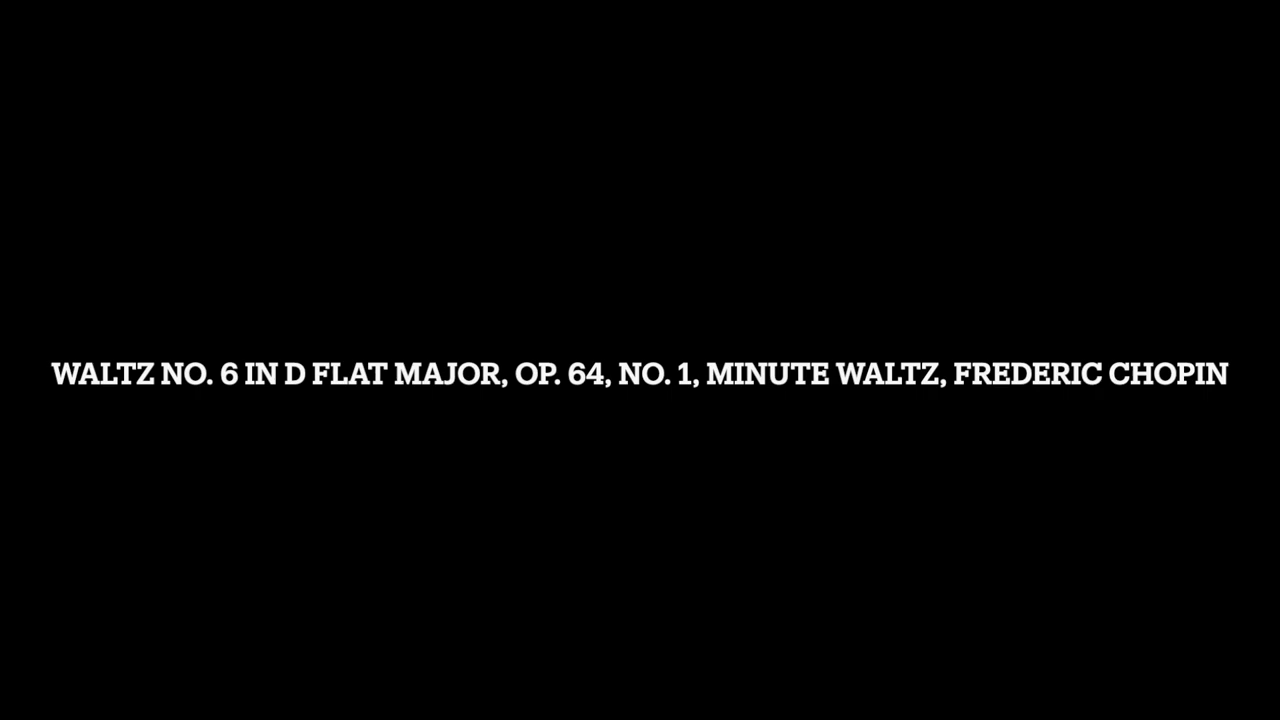 WALTZ NO. 6 IN D FLAT MAJOR, OP. 64, NO. 1, MINUTE WALTZ, FREDERIC CHOPIN